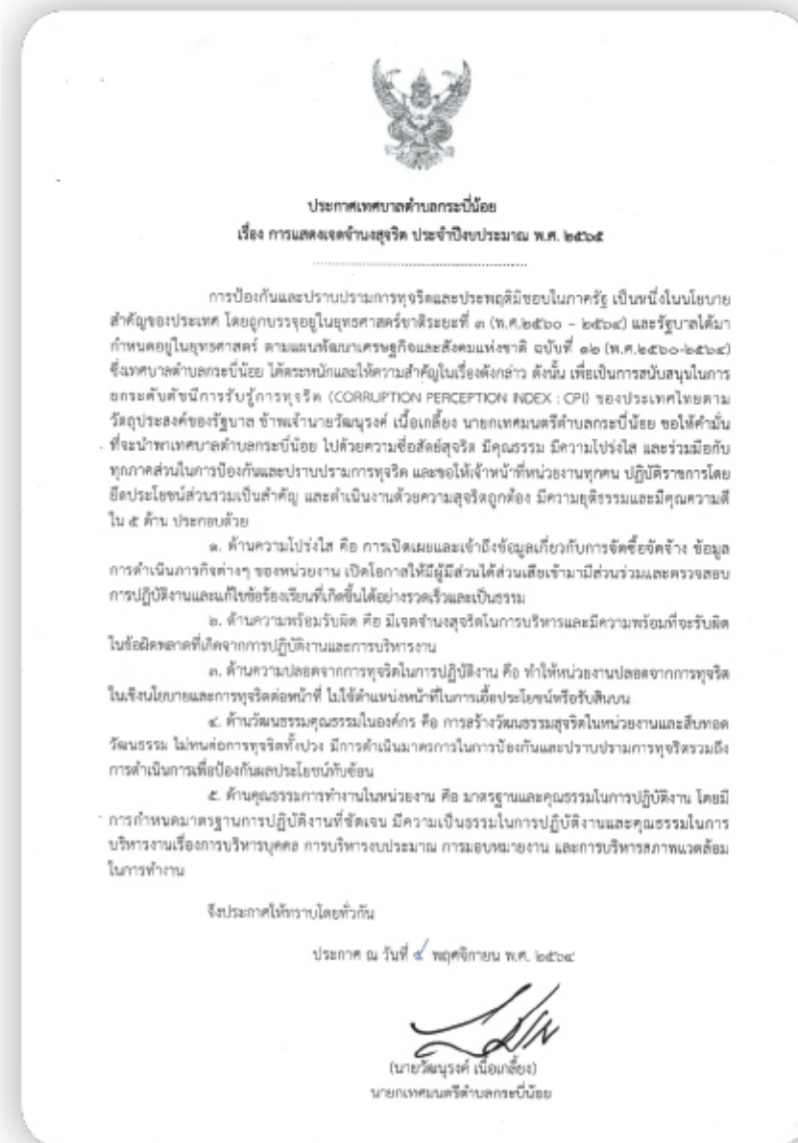 ประกาศเทศบาลตำบลกระบี่น้อย
เรื่อง การแสดงเจตจำนงสุจริต ประจำปีงบประมาณ พ.ศ. ๒๕๖๕
การป้องกันและปราบปรามการทุจริตและประพฤติมิชอบในภาครัฐ เป็นหนึ่งในนโยบาย
สำคัญของประเทศ โดยถูกบรรจุอยู่ในยุทธศาสตร์ชาติระยะที่ ๓ (พ.ศ.๒๕๖๐ – ๒๕๖๔) และรัฐบาลได้มา
กำหนดอยู่ในยุทธศาสตร์ ตามแผนพัฒนาเศรษฐกิจและสังคมแห่งชาติ ฉบับที่ ๑๒ (พ.ศ.๒๕๖๐-๒๕๖๔)
ซึ่งเทศบาลตำบลกระบี่น้อย ได้ตระหนักและให้ความสำคัญในเรื่องดังกล่าว ดังนั้น เพื่อเป็นการสนับสนุนในการ
ยกระดับดัชนีการรับรู้การทุจริต (CORRUPTION PERCEPTION INDEX : CPI) ของประเทศไทยตาม
วัตถุประสงค์ของรัฐบาล ข้าพเจ้านายวัฒนุรงค์ เนื้อเกลี้ยง นายกเทศมนตรีตำบลกระบี่น้อย ขอให้คำมั่น
ที่จะนำพาเทศบาลตำบลกระบี่น้อย ไปด้วยความซื่อสัตย์สุจริต มีคุณธรรม มีความโปร่งใส และร่วมมือกับ
ทุกภาคส่วนในการป้องกันและปราบปรามการทุจริต และขอให้เจ้าหน้าที่หน่วยงานทุกคน ปฏิบัติราชการโดย
ยึดประโยชน์ส่วนรวมเป็นสำคัญ และดำเนินงานด้วยความสุจริตถูกต้อง มีความยุติธรรมและมีคุณความดี
ใน ๕ ด้าน ประกอบด้วย
๑. ด้านความโปร่งใส คือ การเปิดเผยและเข้าถึงข้อมูลเกี่ยวกับการจัดซื้อจัดจ้าง ข้อมูล
การดำเนินภารกิจต่างๆ ของหน่วยงาน เปิดโอกาสให้มีผู้มีส่วนได้ส่วนเสียเข้ามามีส่วนร่วมและตรวจสอบ
การปฏิบัติงานและแก้ไขข้อร้องเรียนที่เกิดขึ้นได้อย่างรวดเร็วและเป็นธรรม
๒. ด้านความพร้อมรับผิด คือ มีเจตจำนงสุจริตในการบริหารและมีความพร้อมที่จะรับผิด
ในข้อผิดพลาดที่เกิดจากการปฏิบัติงานและการบริหารงาน
๓. ด้านความปลอดจากการทุจริตในการปฏิบัติงาน คือ ทำให้หน่วยงานปลอดจากการทุจริต
ในเชิงนโยบายและการทุจริตต่อหน้าที่ ไม่ใช้ตำแหน่งหน้าที่ในการเอื้อประโยชน์หรือรับสินบน
๔. ด้านวัฒนธรรมคุณธรรมในองค์กร คือ การสร้างวัฒนธรรมสุจริตในหน่วยงานและสืบทอด
วัฒนธรรม ไม่ทนต่อการทุจริตทั้งปวง มีการดำเนินมาตรการในการป้องกันและปราบปรามการทุจริตรวมถึง
การดำเนินการเพื่อป้องกันผลประโยชน์ทับซ้อน
๕. ด้านคุณธรรมการทำงานในหน่วยงาน คือ มาตรฐานและคุณธรรมในการปฏิบัติงาน โดยมี
การกำหนดมาตรฐานการปฏิบัติงานที่ชัดเจน มีความเป็นธรรมในการปฏิบัติงานและคุณธรรมในการ
บริหารงานเรื่องการบริหารบุคคล การบริหารงบประมาณ การมอบหมายงาน และการบริหารสภาพแวดล้อม
ในการทำงาน
จึงประกาศให้ทราบโดยทั่วกัน
ประกาศ ณ วันที่ ๔ พฤศจิกายน พ.ศ. ๒๕๖๔
(นายวัฒนุรงค์ เนื้อเกลี้ยง)
นายกเทศมนตรีตำบลกระบี่น้อย